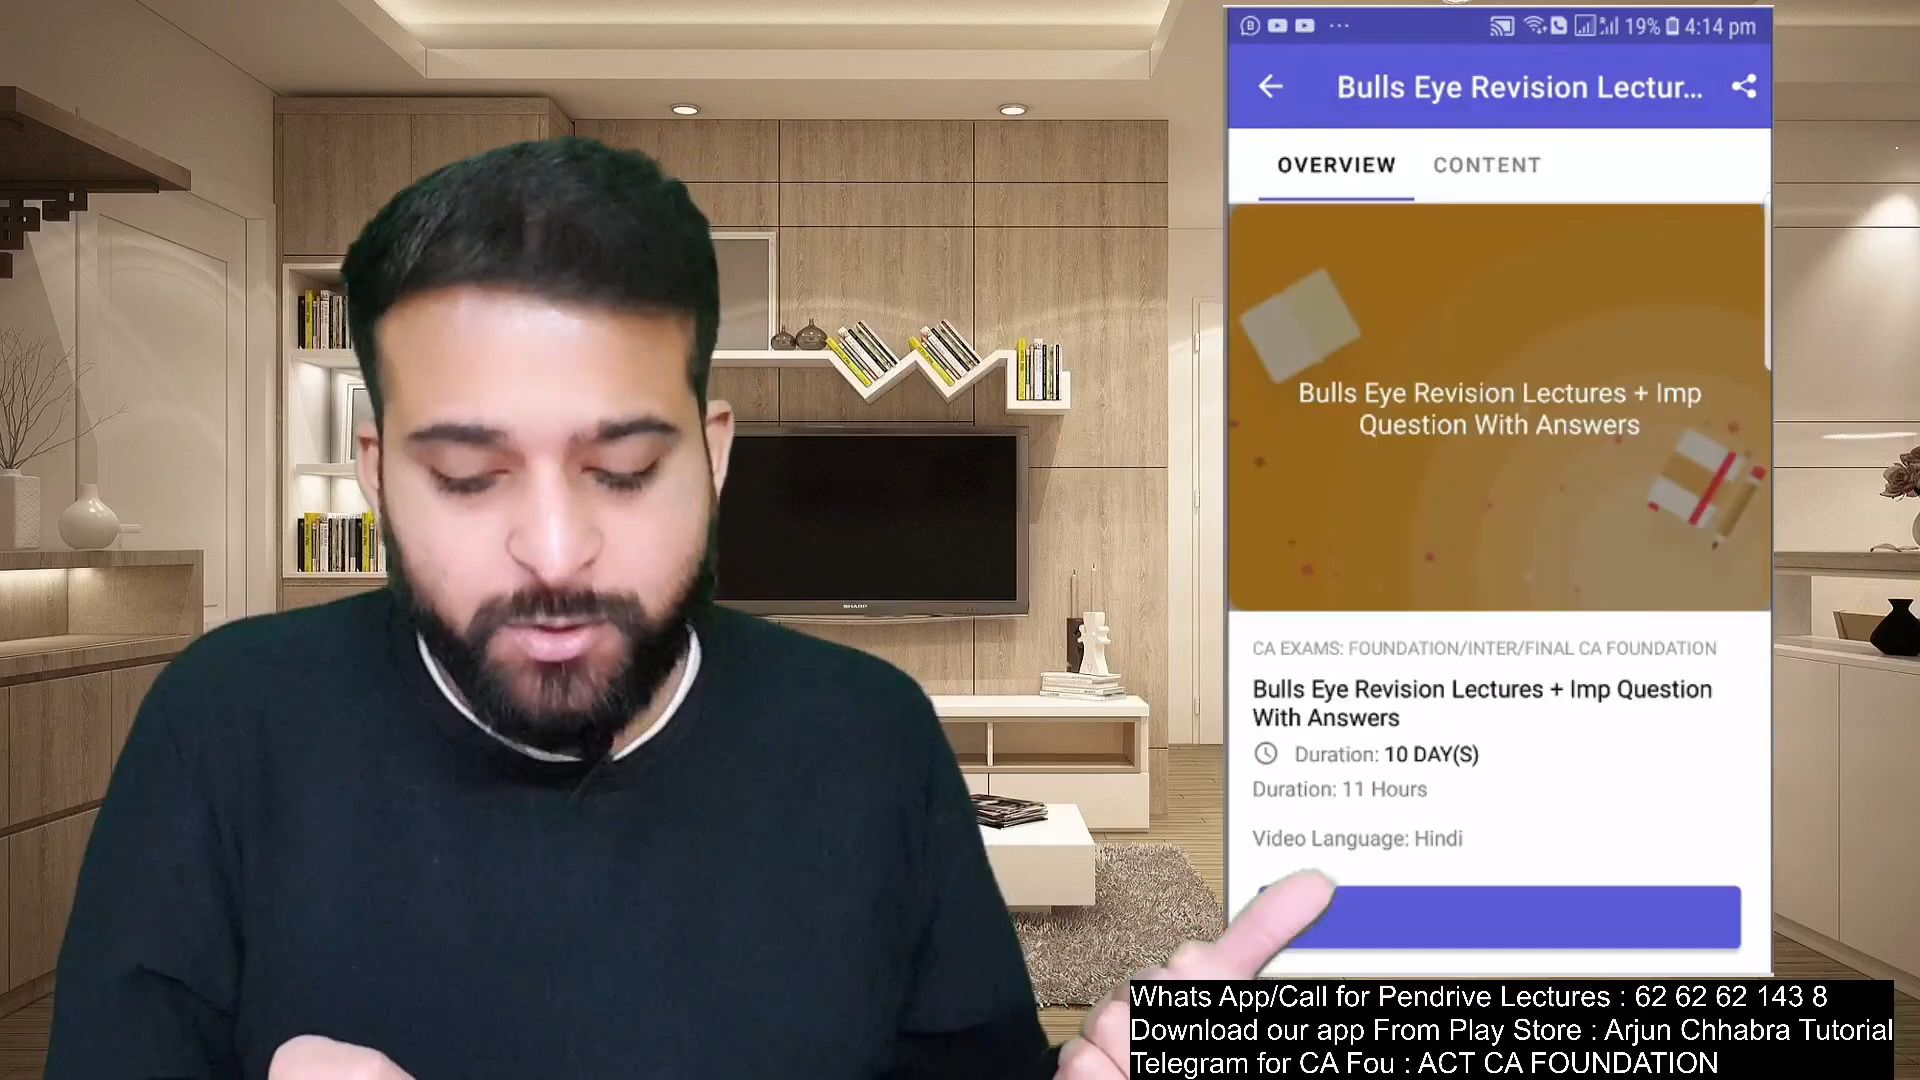 19% 4:14 pm
Bulls Eye Revision Lectur...
OVERVIEW CONTENT
Bulls Eye Revision Lectures + Imp
Question With Answers
CA EXAMS: FOUNDATION/INTER/FINAL CA FOUNDATION
Bulls Eye Revision Lectures + Imp Question
With Answers
Duration: 10 DAY(S)
Duration: 11 Hours
Video Language: Hindi
SHARP
Whats App/Call for Pendrive Lectures : 62 62 62 143 8
Download our app From Play Store : Arjun Chhabra Tutorial
Telegram for CA Fou : ACT CA FOUNDATION